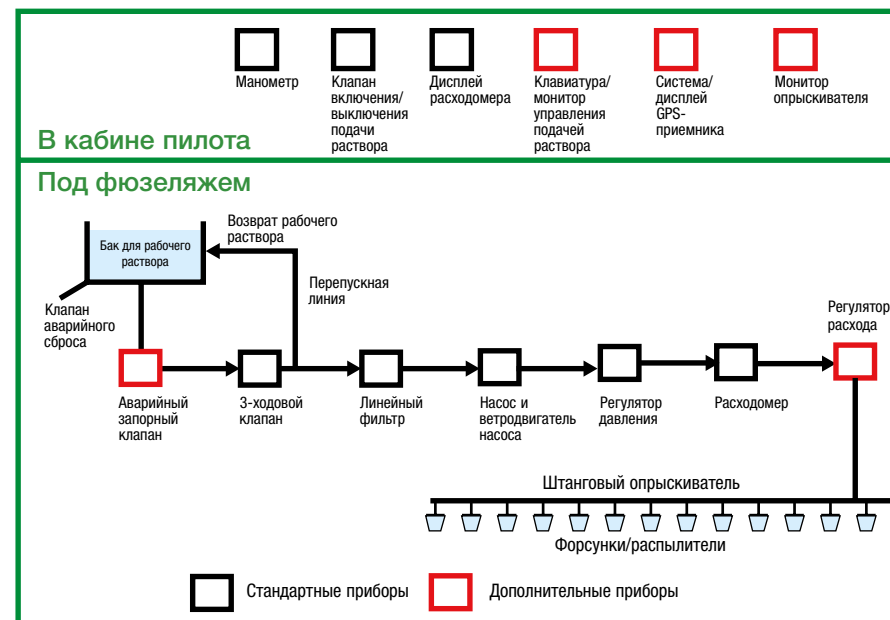 Манометр
Клапан
включения/
выключения
подачи
раствора
Дисплей
расходомера
Клавиатура/
монитор
управления
подачей
раствора
Система/
дисплей
GPS-
приемника
Монитор
опрыскивателя
В кабине пилота
Под фюзеляжем
Бак для рабочего
раствора
Возврат рабочего
раствора
Перепускная
линия
Клапан
аварийного
сброса
Регулятор
расхода
Аварийный
запорный
клапан
3-ходовой
клапан
Линейный
фильтр
Насос и
ветродвигатель
насоса
Регулятор
давления
Расходомер
Штанговый опрыскиватель
Форсунки/распылители
Стандартные приборы
Дополнительные приборы